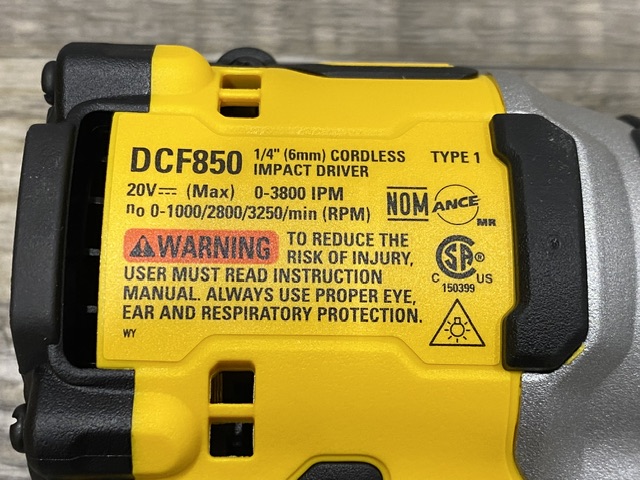 DCF850 1/4" (6mm) CORDLESS IMPACT DRIVER TYPE 1
20V⎓ (Max) 0-3800 IPM
no 0-1000/2800/3250/min (RPM)
NOM ANCE MR
⚠WARNING TO REDUCE THE
RISK OF INJURY,
USER MUST READ INSTRUCTION
MANUAL. ALWAYS USE PROPER EYE,
EAR AND RESPIRATORY PROTECTION.
WY
CSA®
C US
150399